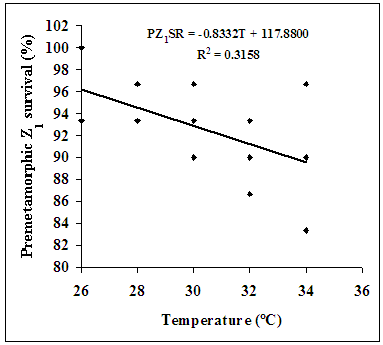 PZ₁SR = -0.8332T + 117.8800
R² = 0.3158
Premetamorphic Z₁ survival (%)
102
100
98
96
94
92
90
88
86
84
82
80
26 28 30 32 34 36
Temperature (ºC)